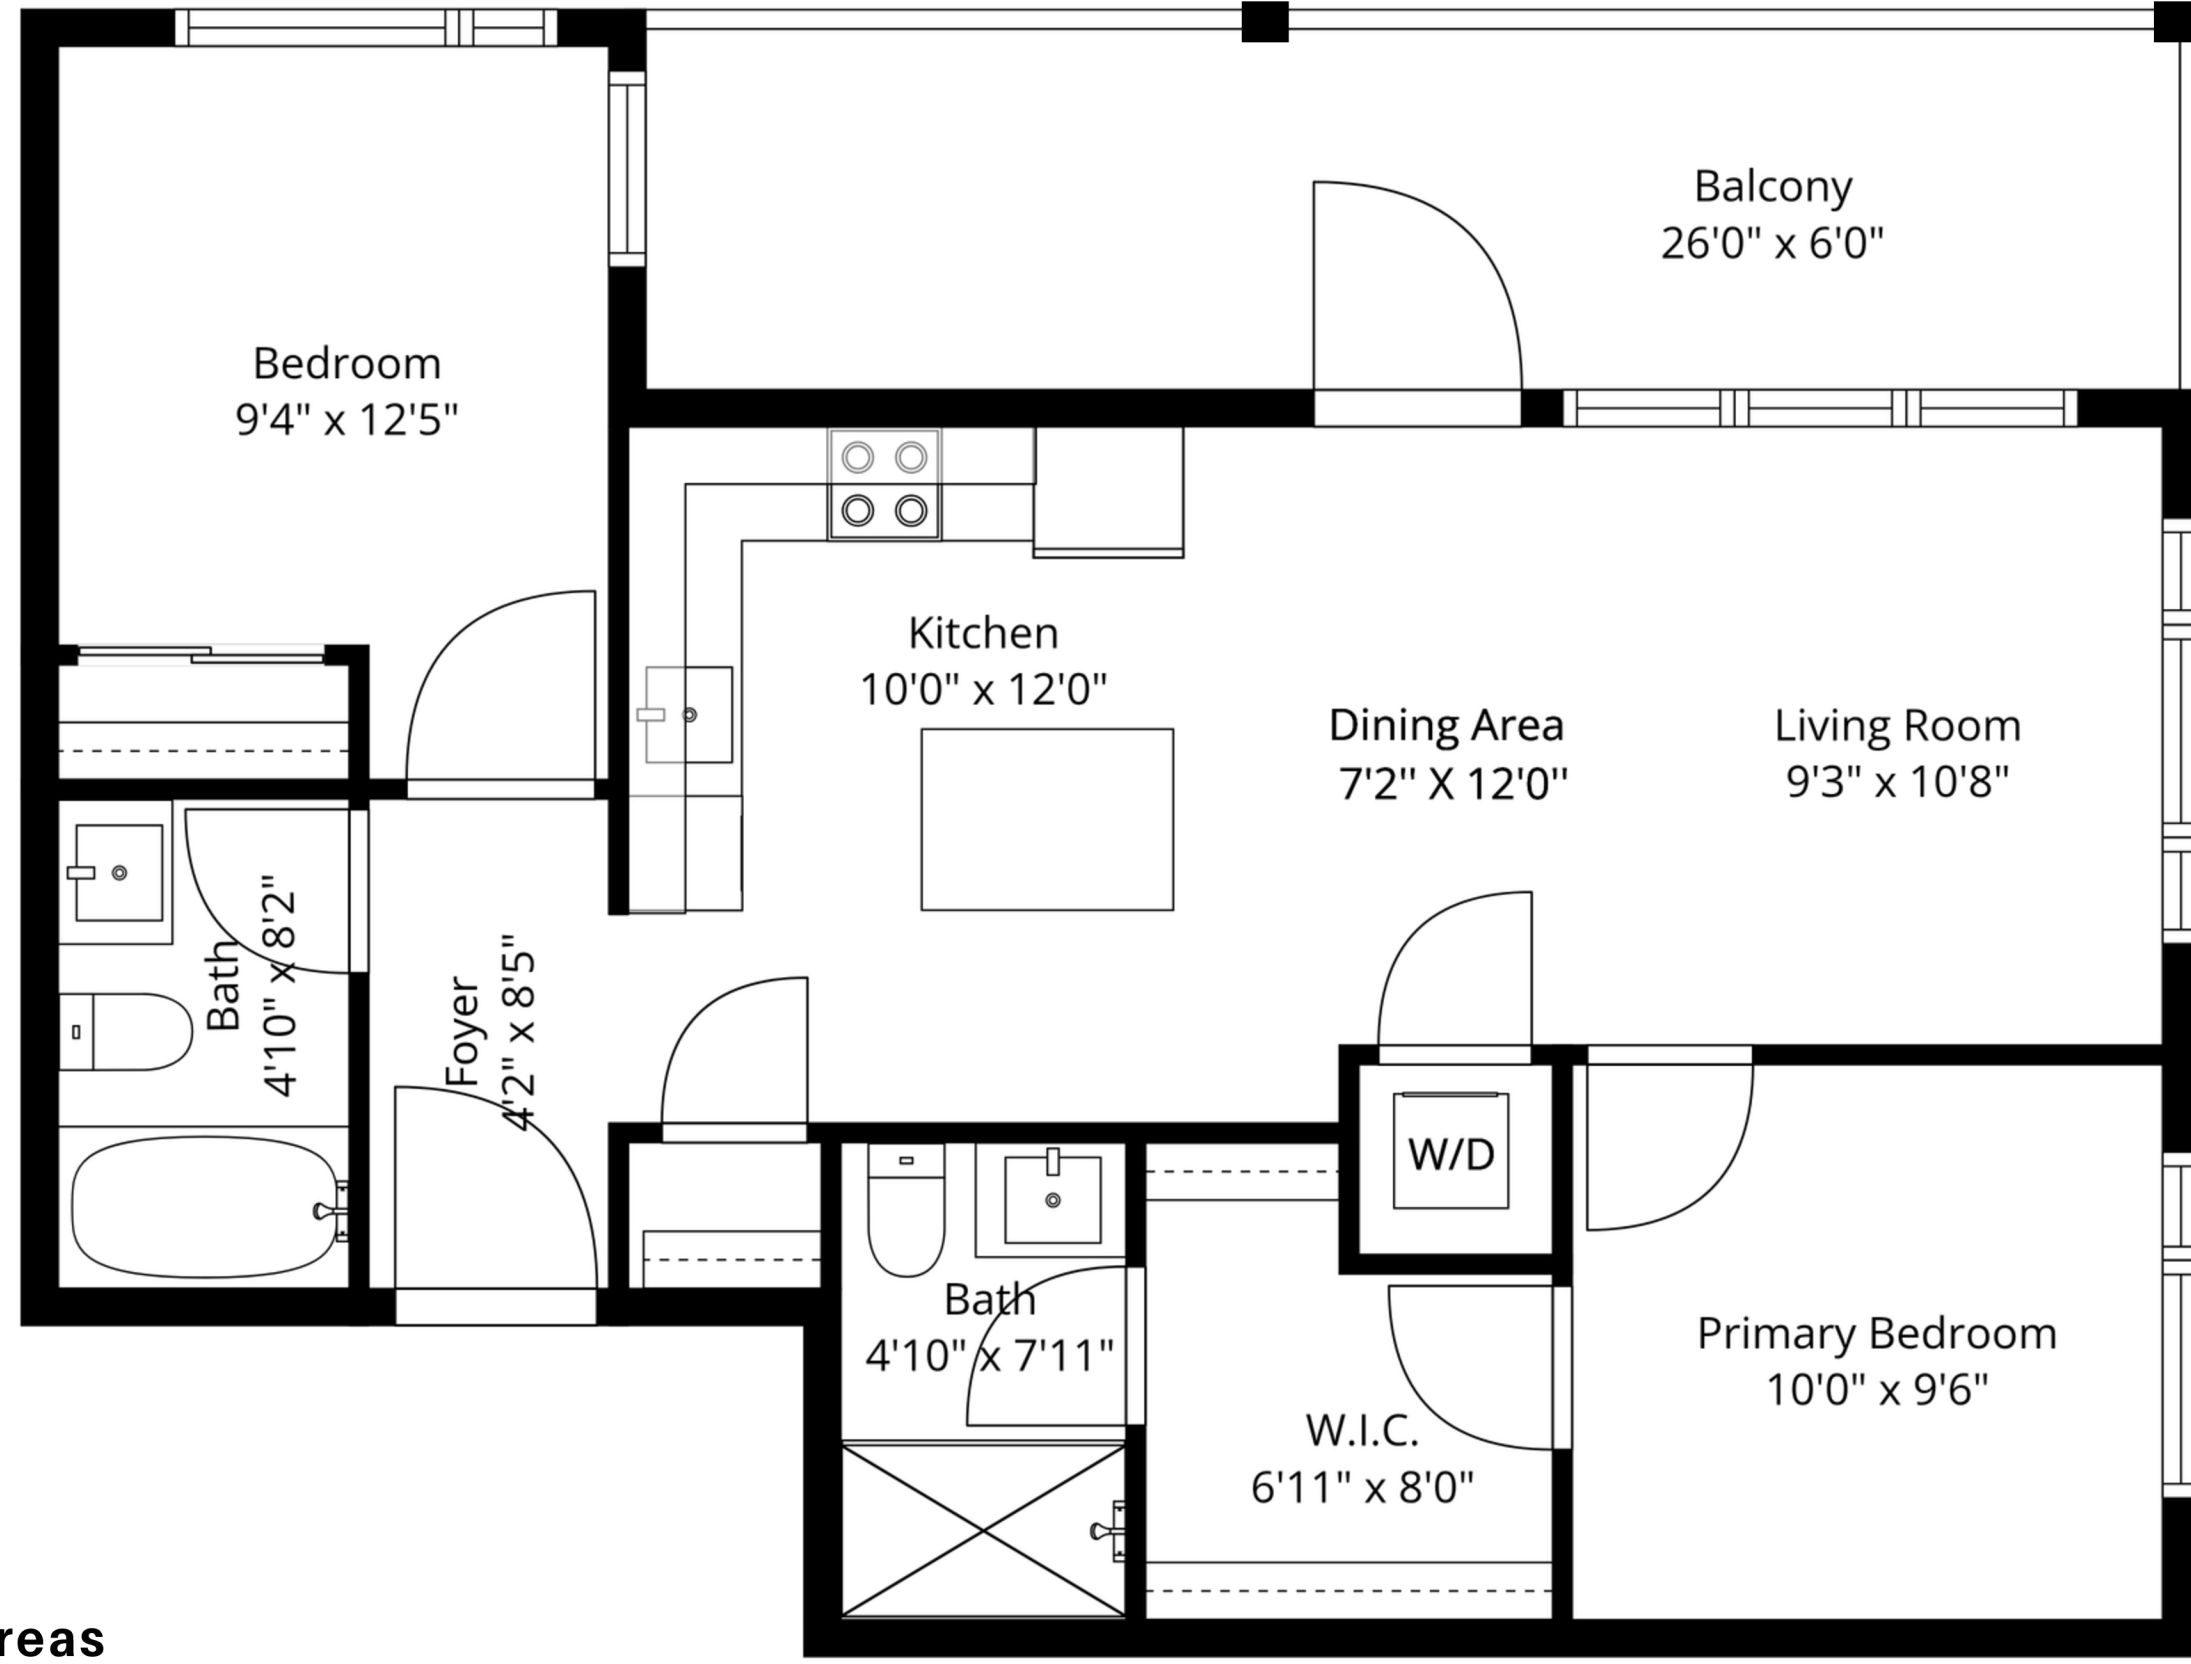 Balcony
26'0" x 6'0"
Bedroom
9'4" x 12'5"
Kitchen
10'0" x 12'0"
Dining Area
7'2'' X 12'0''
Living Room
9'3" x 10'8"
Bath
4'10" x 8'2"
Foyer
4'2" x 8'5"
W/D
Bath
4'10" x 7'11"
W.I.C.
6'11" x 8'0"
Primary Bedroom
10'0" x 9'6"
reas